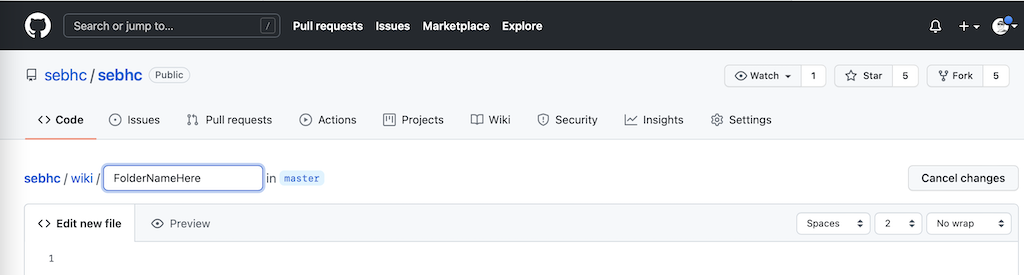 Search or jump to... / Pull requests Issues Marketplace Explore
sebhc / sebhc Public Watch 1 Star 5 Fork 5
<> Code Issues Pull requests Actions Projects Wiki Security Insights Settings
sebhc / wiki / FolderNameHere in master Cancel changes
<> Edit new file Preview Spaces 2 No wrap
1